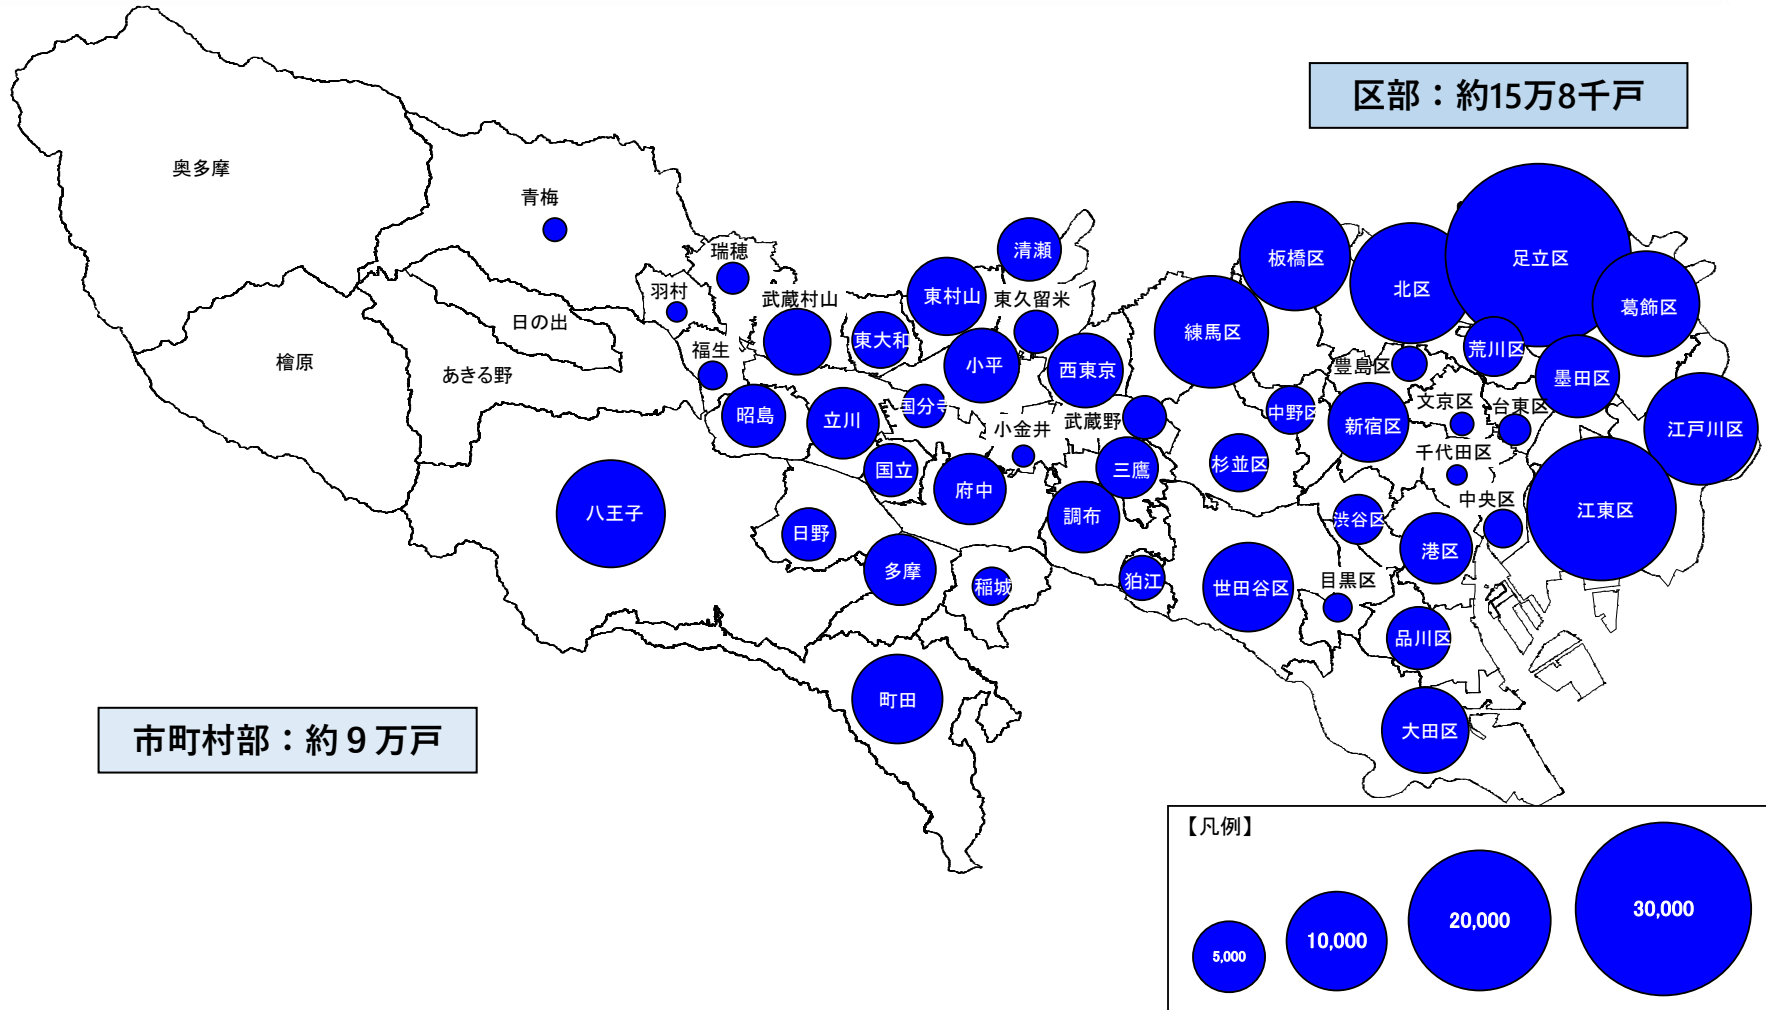 区部：約15万8千戸
奥多摩
青梅
瑞穂
清瀬
板橋区
足立区
羽村
武蔵村山
東村山
東久留米
北区
葛飾区
日の出
東大和
練馬区
荒川区
檜原
福生
小平
西東京
豊島区
墨田区
あきる野
昭島
立川
国分寺
小金井
武蔵野
中野区
新宿区
文京区
台東区
江戸川区
国立
三鷹
杉並区
千代田区
八王子
府中
調布
中央区
江東区
日野
渋谷区
港区
多摩
稲城
狛江
世田谷区
目黒区
品川区
町田
大田区
市町村部：約９万戸
【凡例】
5,000
10,000
20,000
30,000